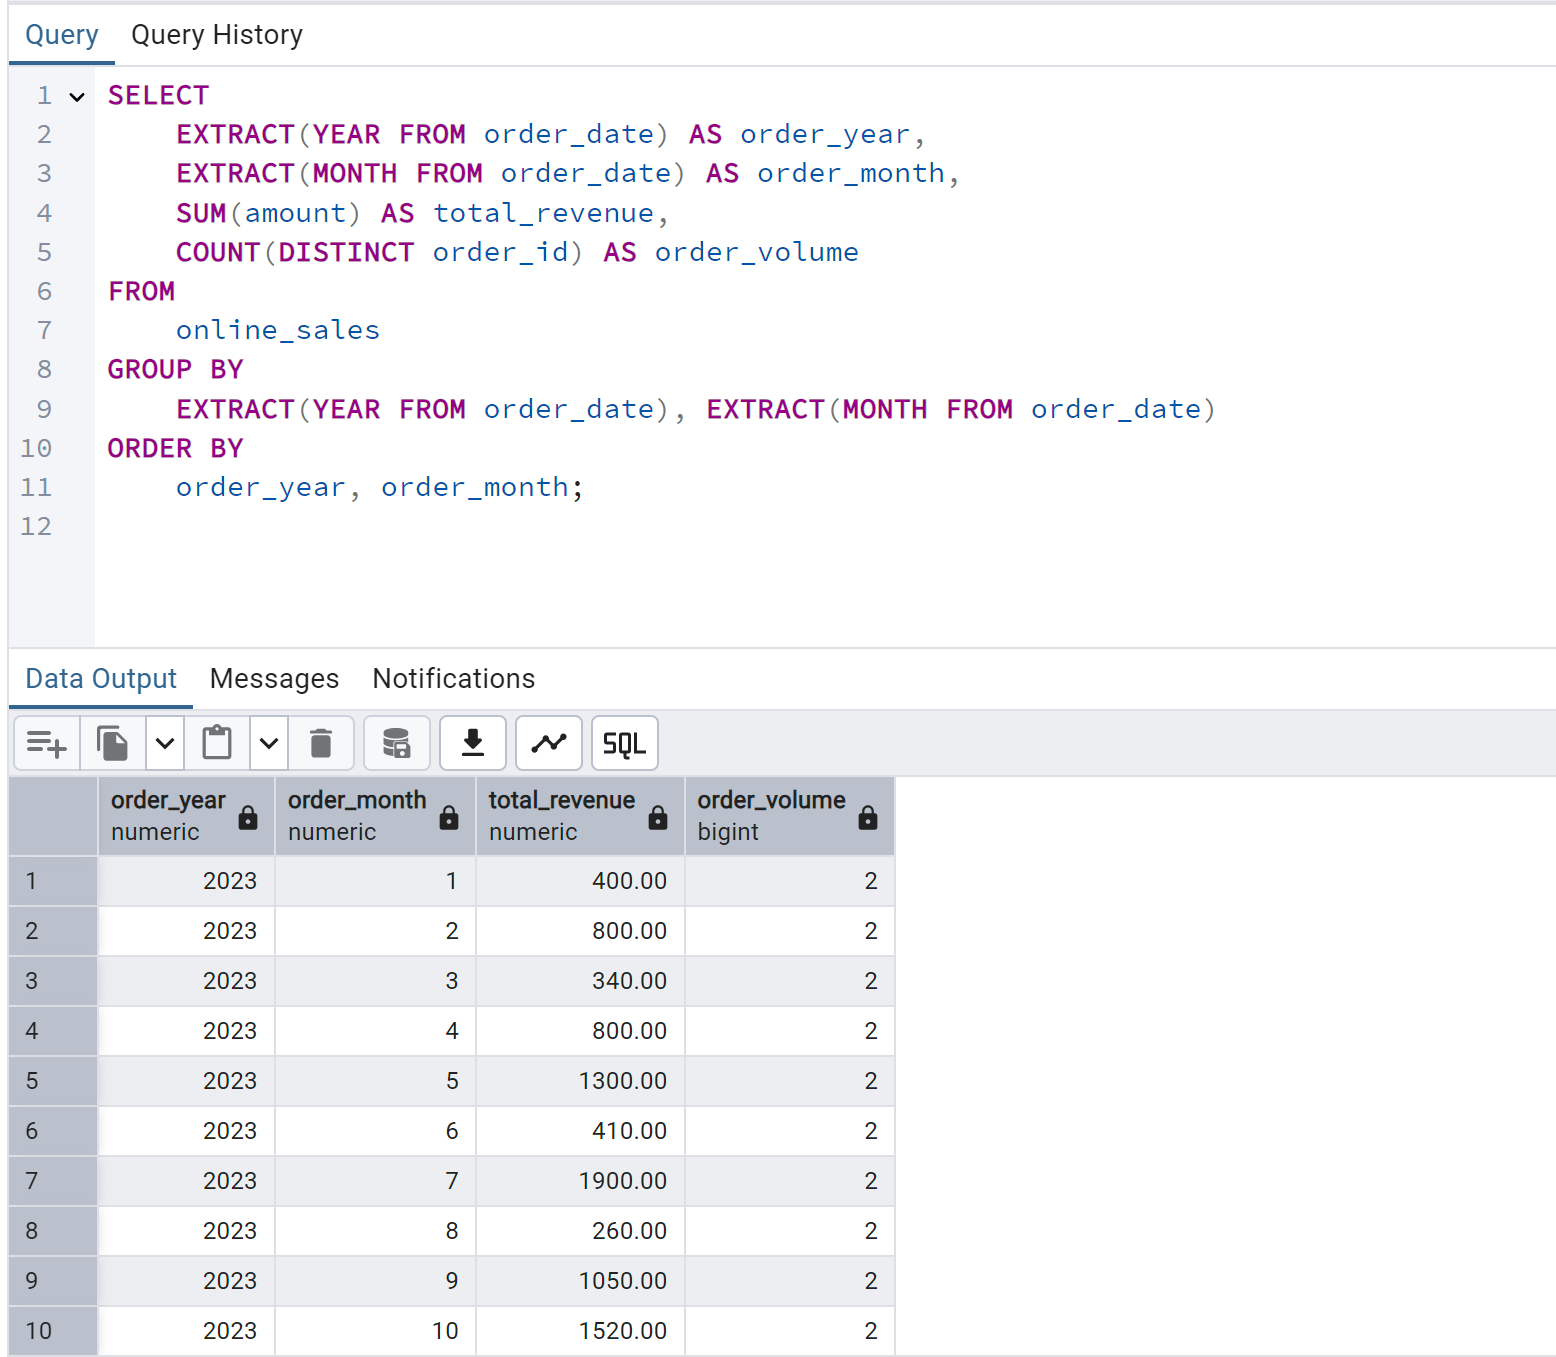 Query Query History
1 SELECT
2 EXTRACT(YEAR FROM order_date) AS order_year,
3 EXTRACT(MONTH FROM order_date) AS order_month,
4 SUM(amount) AS total_revenue,
5 COUNT(DISTINCT order_id) AS order_volume
6 FROM
7 online_sales
8 GROUP BY
9 EXTRACT(YEAR FROM order_date), EXTRACT(MONTH FROM order_date)
10 ORDER BY
11 order_year, order_month;
12
Data Output Messages Notifications
SQL
order_year order_month total_revenue order_volume
numeric numeric numeric bigint
1 2023 1 400.00 2
2 2023 2 800.00 2
3 2023 3 340.00 2
4 2023 4 800.00 2
5 2023 5 1300.00 2
6 2023 6 410.00 2
7 2023 7 1900.00 2
8 2023 8 260.00 2
9 2023 9 1050.00 2
10 2023 10 1520.00 2